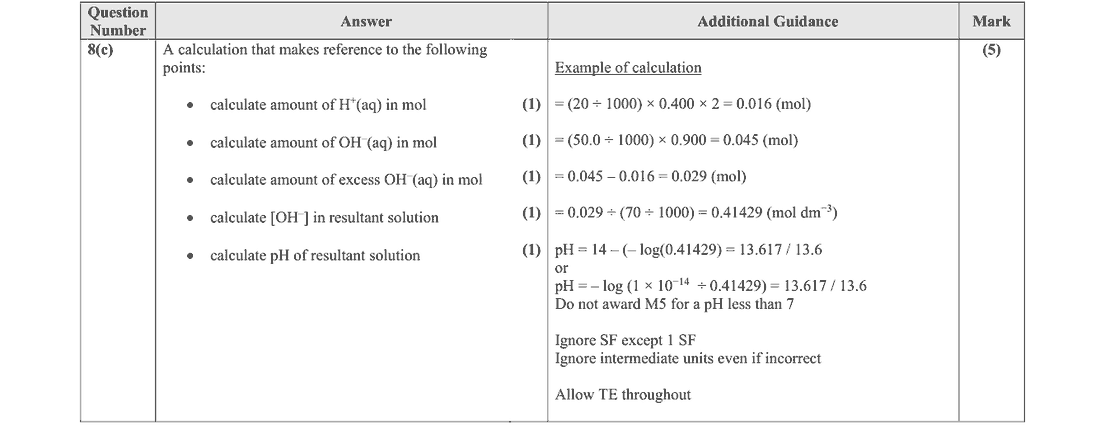 Question Number
Answer
Additional Guidance
Mark
8(c)
A calculation that makes reference to the following
points:
(5)
Example of calculation
• calculate amount of H⁺(aq) in mol (1) = (20 ÷ 1000) × 0.400 × 2 = 0.016 (mol)
• calculate amount of OH⁻(aq) in mol (1) = (50.0 ÷ 1000) × 0.900 = 0.045 (mol)
• calculate amount of excess OH⁻(aq) in mol (1) = 0.045 – 0.016 = 0.029 (mol)
• calculate [OH⁻] in resultant solution (1) = 0.029 ÷ (70 ÷ 1000) = 0.41429 (mol dm⁻³)
• calculate pH of resultant solution (1) pH = 14 – (– log(0.41429) = 13.617 / 13.6
or
pH = – log (1 × 10⁻¹⁴ ÷ 0.41429) = 13.617 / 13.6
Do not award M5 for a pH less than 7
Ignore SF except 1 SF
Ignore intermediate units even if incorrect
Allow TE throughout